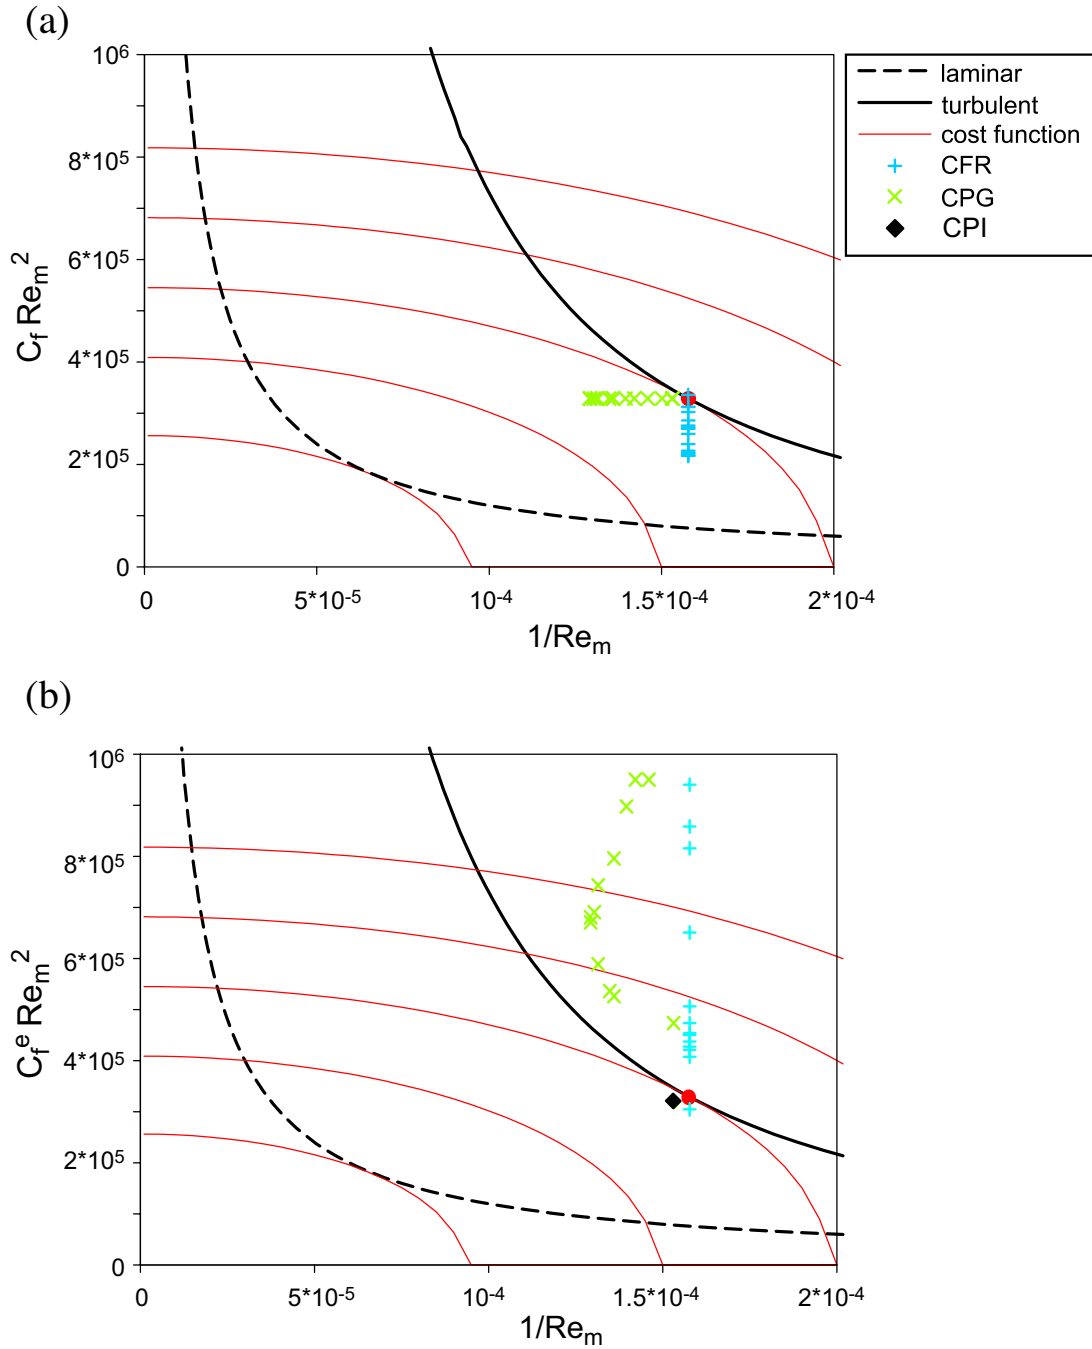 (a)
10^6
8*10^5
6*10^5
4*10^5
2*10^5
0
C_f Re_m^2
0
5*10^-5
10^-4
1.5*10^-4
2*10^-4
1/Re_m
laminar
turbulent
cost function
CFR
CPG
CPI
(b)
10^6
8*10^5
6*10^5
4*10^5
2*10^5
0
C_f^e Re_m^2
0
5*10^-5
10^-4
1.5*10^-4
2*10^-4
1/Re_m